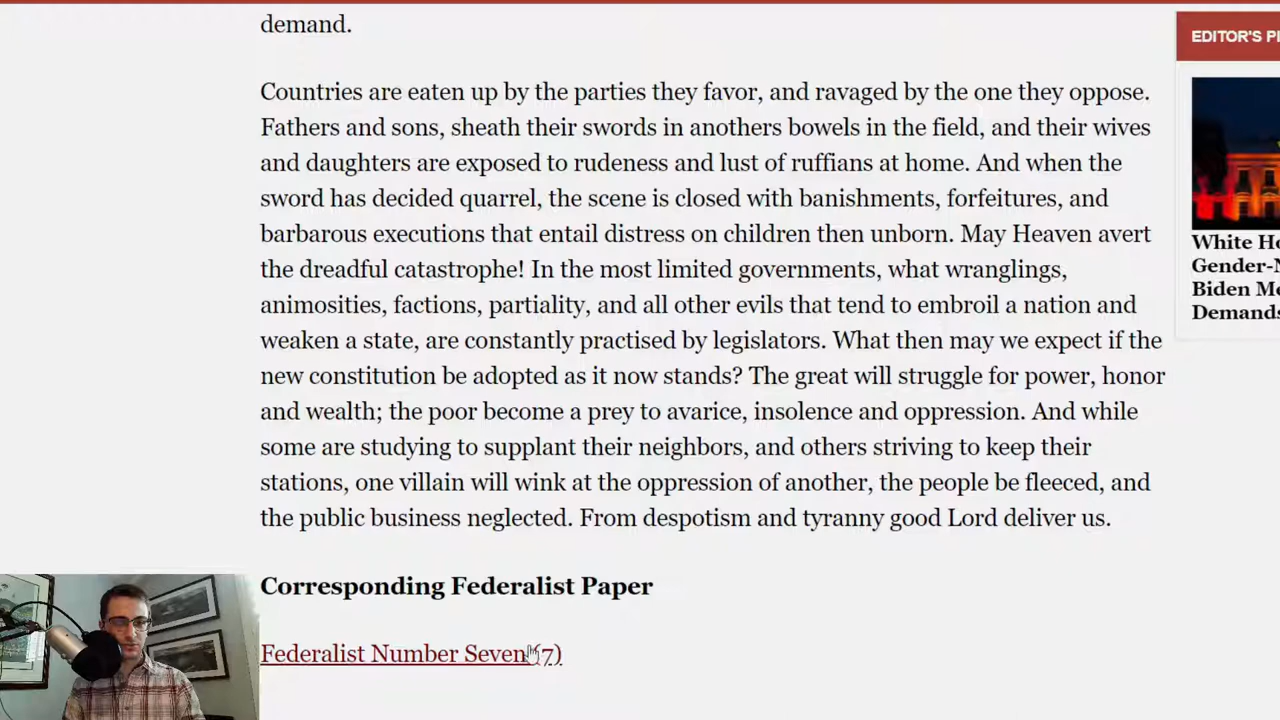 demand.
EDITOR'S
Countries are eaten up by the parties they favor, and ravaged by the one they oppose.
Fathers and sons, sheath their swords in anothers bowels in the field, and their wives
and daughters are exposed to rudeness and lust of ruffians at home. And when the
sword has decided quarrel, the scene is closed with banishments, forfeitures, and
barbarous executions that entail distress on children then unborn. May Heaven avert
the dreadful catastrophe! In the most limited governments, what wranglings,
animosities, factions, partiality, and all other evils that tend to embroil a nation and
weaken a state, are constantly practised by legislators. What then may we expect if the
new constitution be adopted as it now stands? The great will struggle for power, honor
and wealth; the poor become a prey to avarice, insolence and oppression. And while
some are studying to supplant their neighbors, and others striving to keep their
stations, one villain will wink at the oppression of another, the people be fleeced, and
the public business neglected. From despotism and tyranny good Lord deliver us.
White
Gender-
Biden
Demands
Corresponding Federalist Paper
Federalist Number Seven (7)